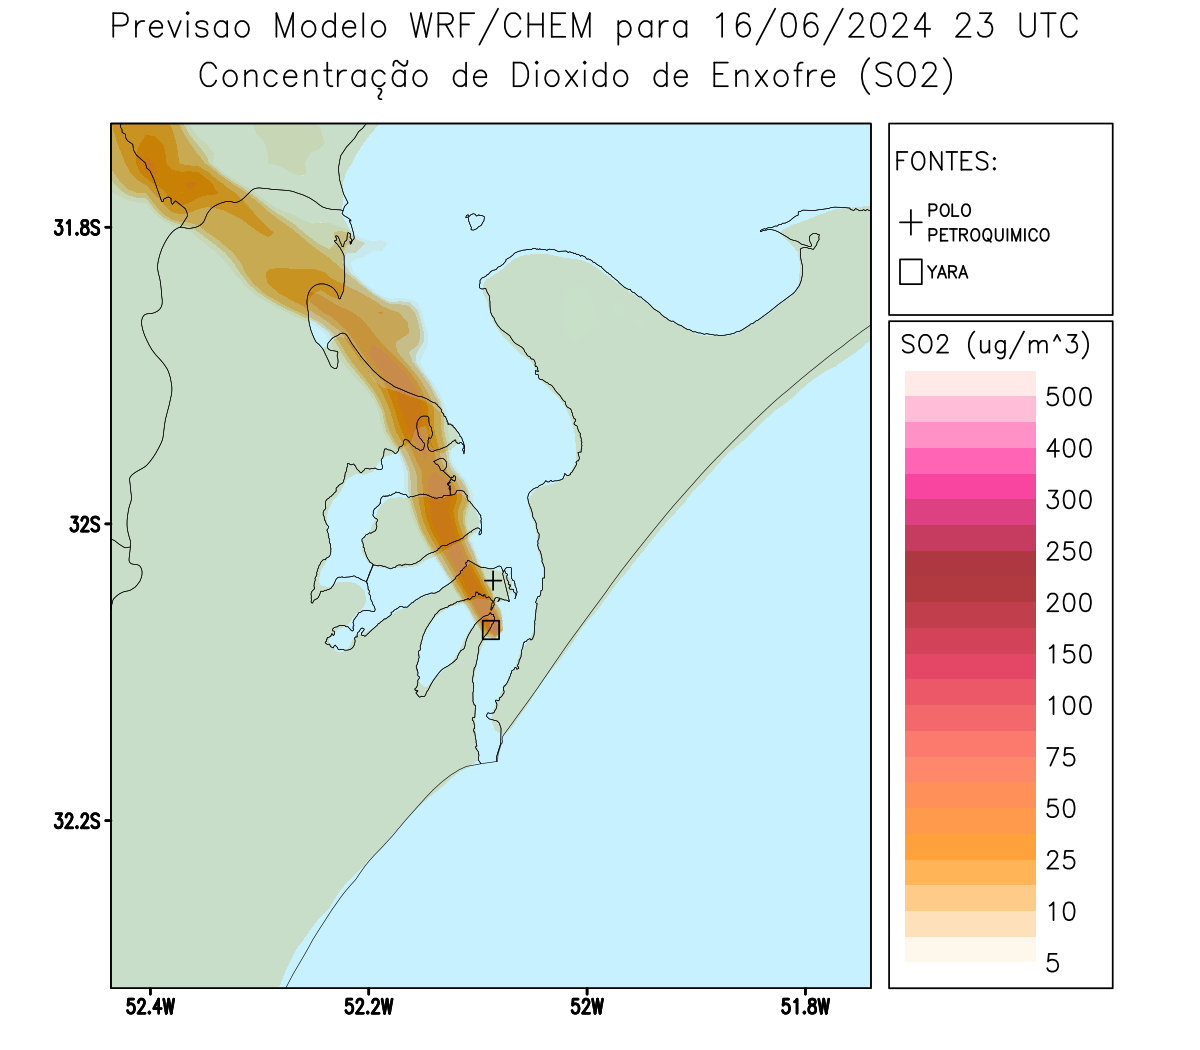 Previsao Modelo WRF/CHEM para 16/06/2024 23 UTC
Concentração de Dioxido de Enxofre (SO2)
FONTES:
POLO
PETROQUIMICO
YARA
SO2 (ug/m^3)
500
400
300
250
200
150
100
75
50
25
10
5
31.8S
32S
32.2S
52.4W
52.2W
52W
51.8W